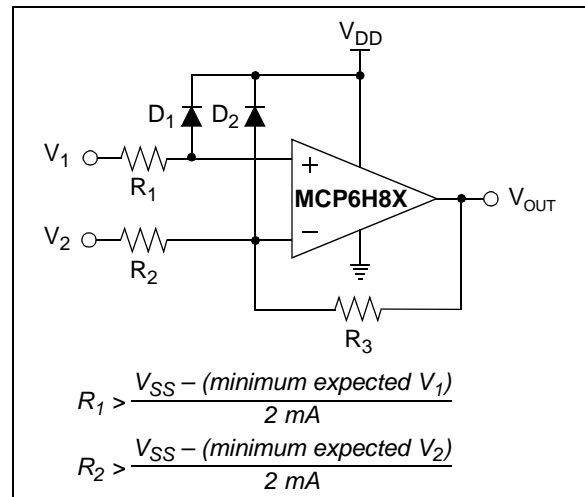 V_DD
D_1 D_2
V_1
R_1
+
MCP6H8X
V_OUT
V_2
–
R_2
R_3
R_1 > V_SS – (minimum expected V_1) / 2 mA
R_2 > V_SS – (minimum expected V_2) / 2 mA